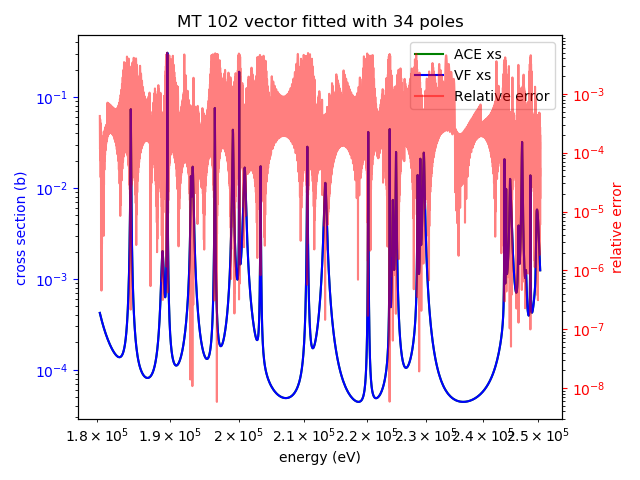 MT 102 vector fitted with 34 poles
ACE xs
VF xs
Relative error
cross section (b)
10⁻¹
10⁻²
10⁻³
10⁻⁴
relative error
10⁻³
10⁻⁴
10⁻⁵
10⁻⁶
10⁻⁷
10⁻⁸
1.8 × 10⁵ 1.9 × 10⁵ 2 × 10⁵ 2.1 × 10⁵ 2.2 × 10⁵ 2.3 × 10⁵ 2.4 × 10⁵ 2.5 × 10⁵
energy (eV)